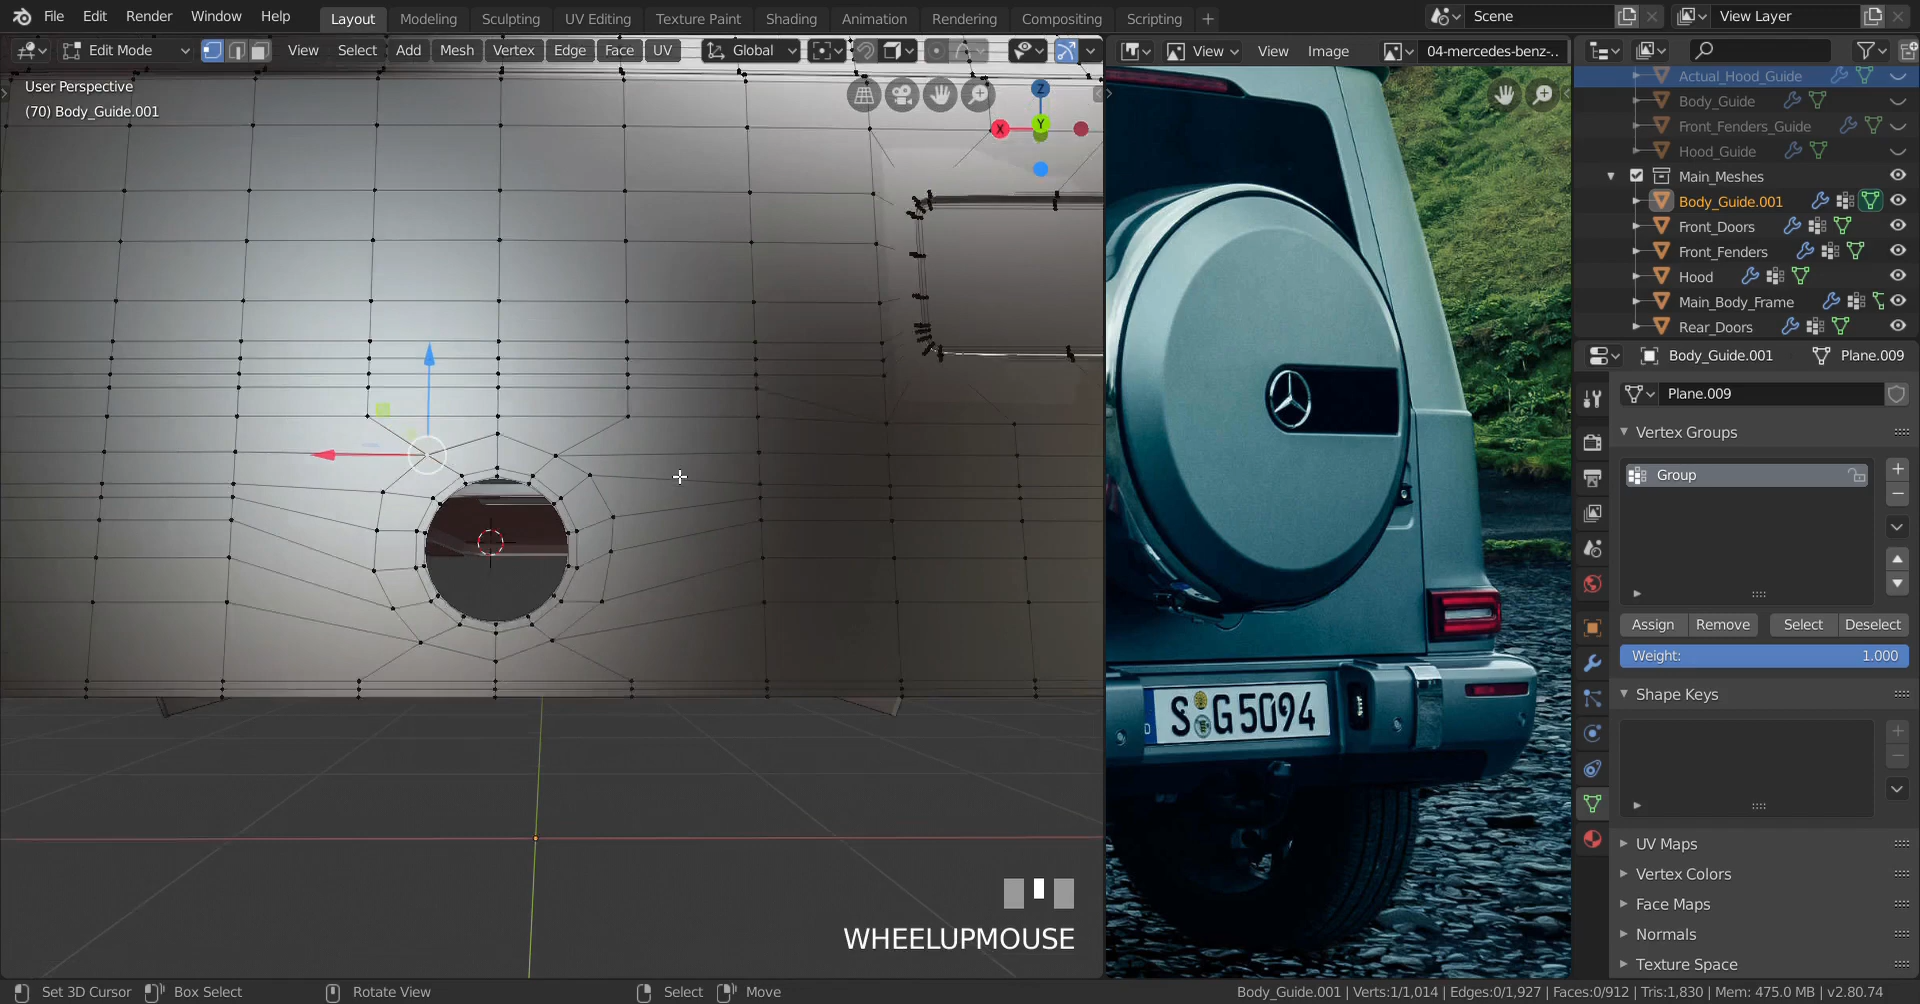 File Edit Render Window Help Layout Modeling Sculpting UV Editing Texture Paint Shading Animation Rendering Compositing Scripting + Scene View Layer
Edit Mode View Select Add Mesh Vertex Edge Face UV Global View View Image 04-mercedes-benz-..
User Perspective
(70) Body_Guide.001
Z
X
Y
Actual_Hood_Guide
Body_Guide
Front_Fenders_Guide
Hood_Guide
Main_Meshes
Body_Guide.001
Front_Doors
Front_Fenders
Hood
Main_Body_Frame
Rear_Doors
Body_Guide.001 Plane.009
Plane.009
Vertex Groups
Group
Assign Remove Select Deselect
Weight: 1.000
Shape Keys
UV Maps
Vertex Colors
Face Maps
Normals
Texture Space
S G 5094
WHEELUPMOUSE
Set 3D Cursor Box Select Rotate View Select Move Body_Guide.001 | Verts:1/1,014 | Edges:0/1,927 | Faces:0/912 | Tris:1,830 | Mem: 475.0 MB | v2.80.74